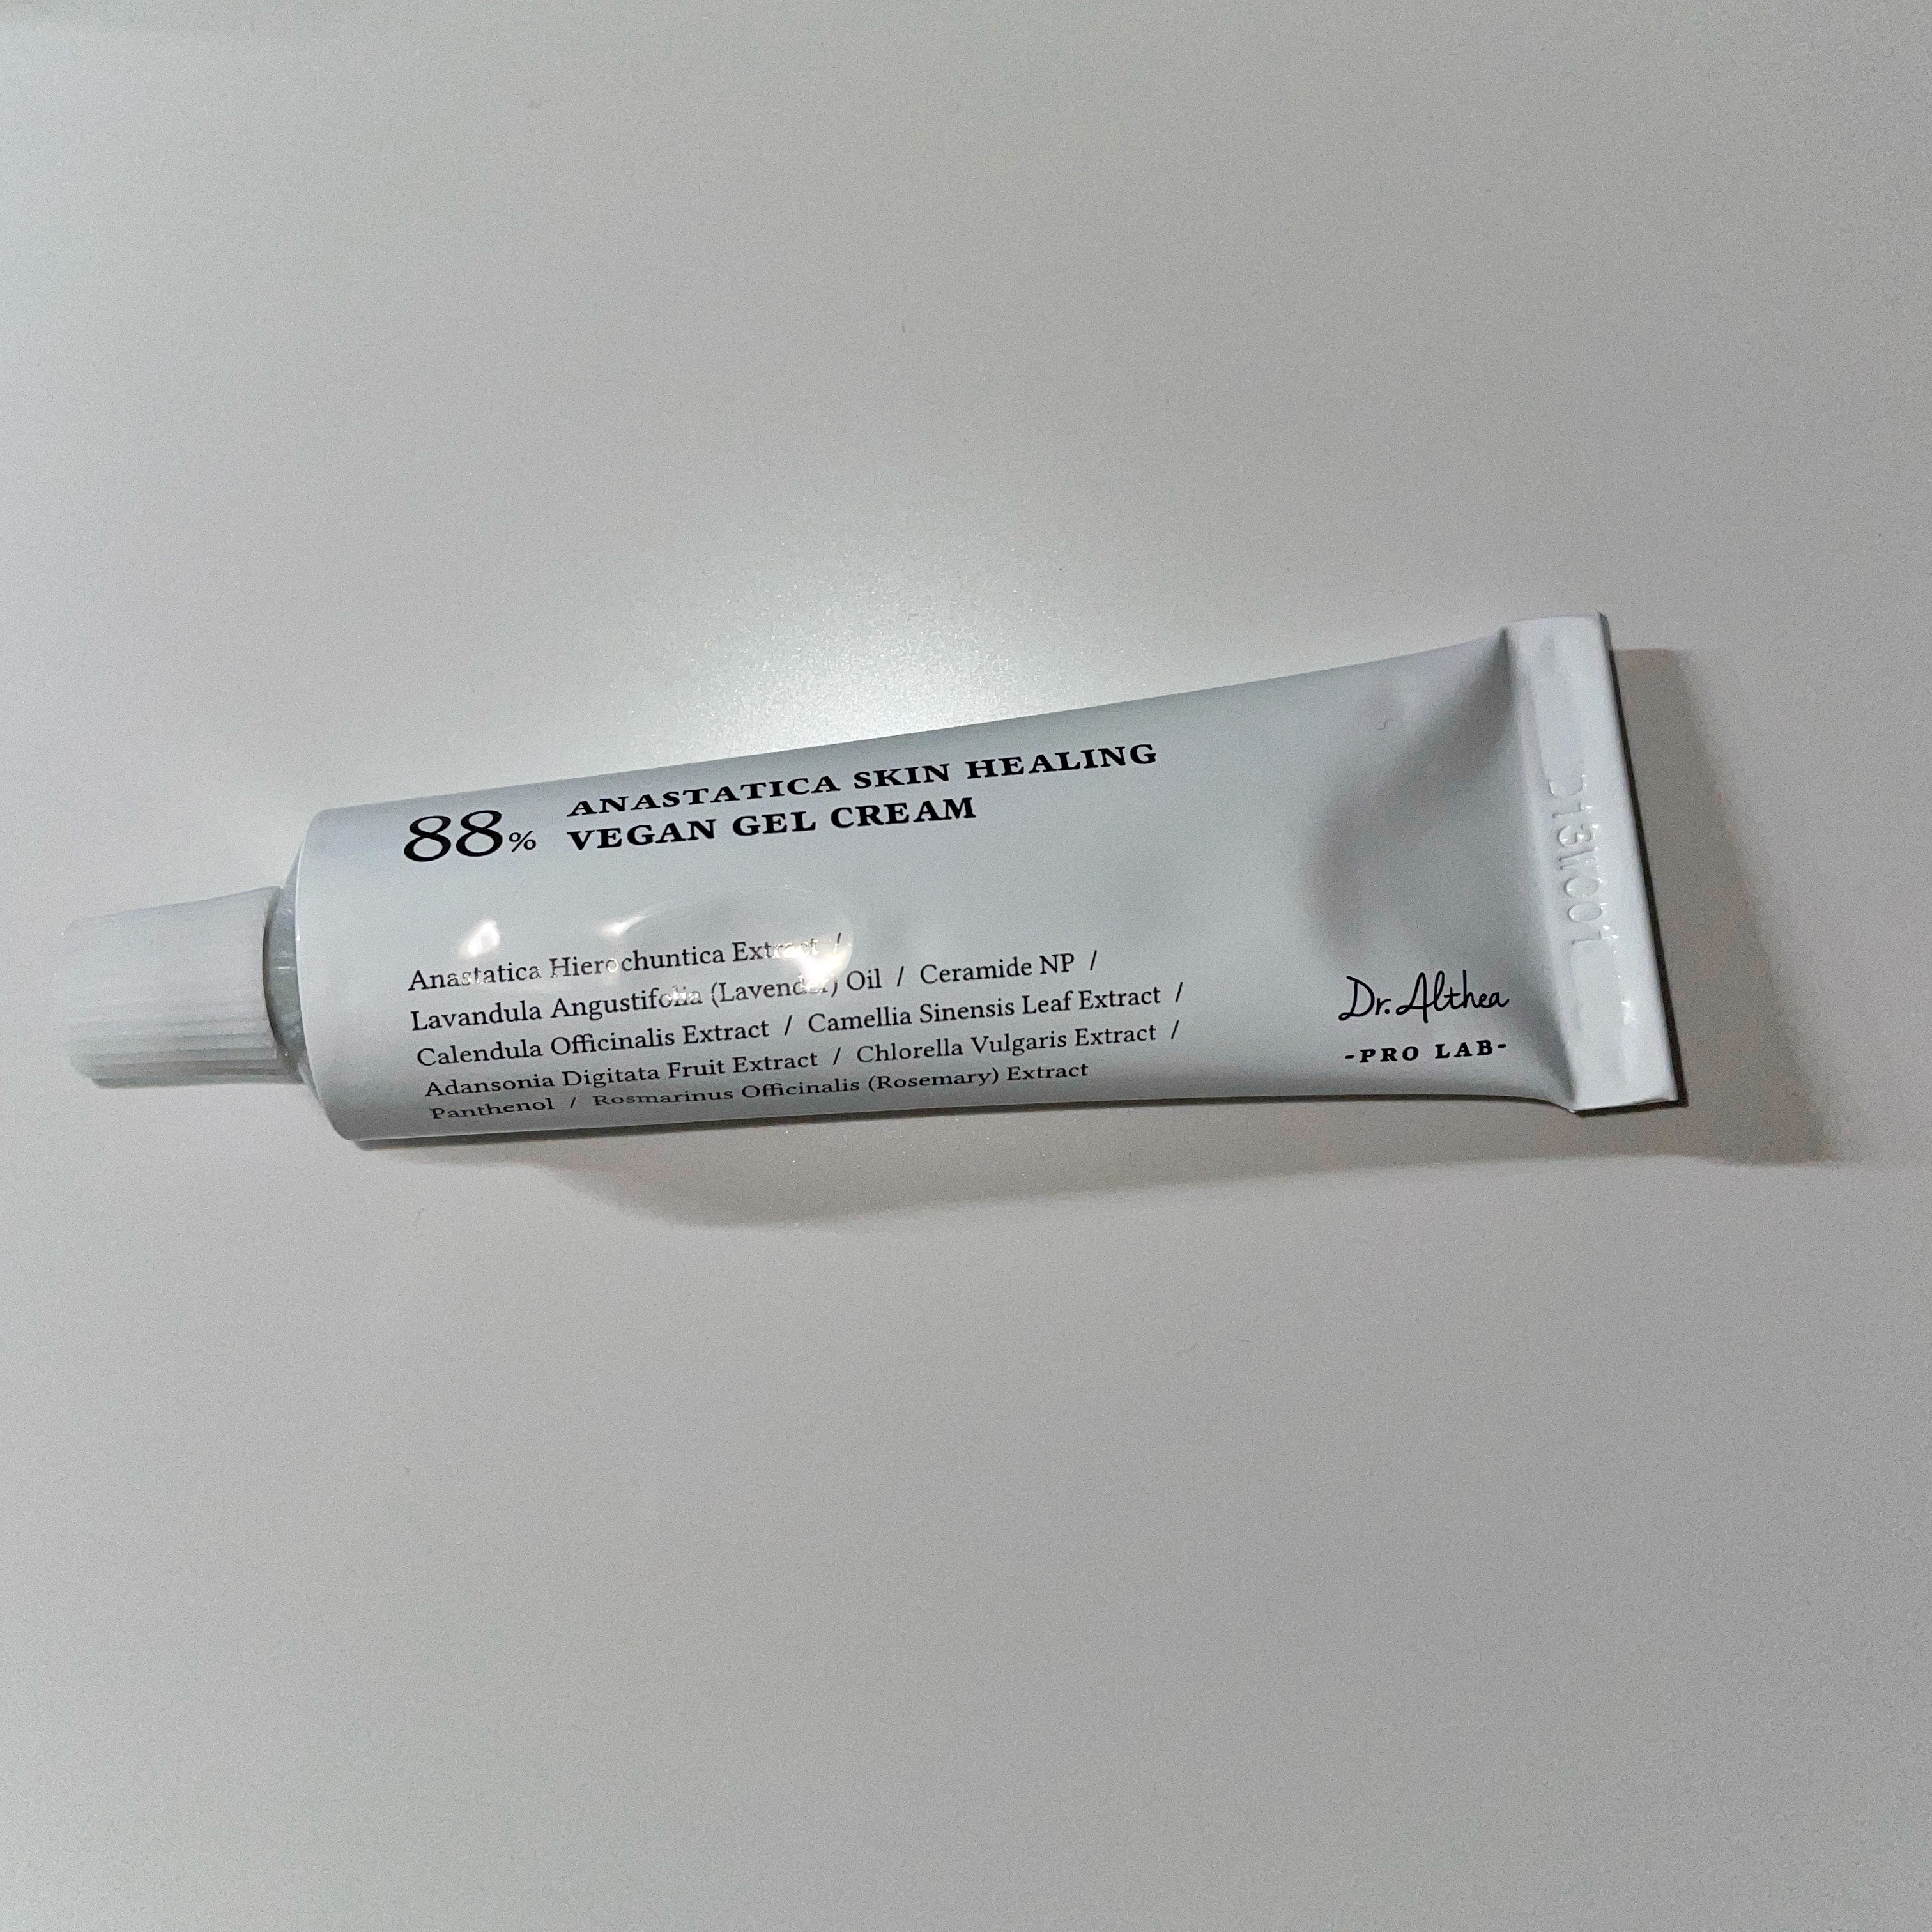 88% ANASTATICA SKIN HEALING
VEGAN GEL CREAM
Anastatica Hierochuntica Extract /
Lavandula Angustifolia (Lavender) Oil / Ceramide NP /
Calendula Officinalis Extract / Camellia Sinensis Leaf Extract /
Adansonia Digitata Fruit Extract / Chlorella Vulgaris Extract /
Panthenol / Rosmarinus Officinalis (Rosemary) Extract
Dr.Althea
-PRO LAB-